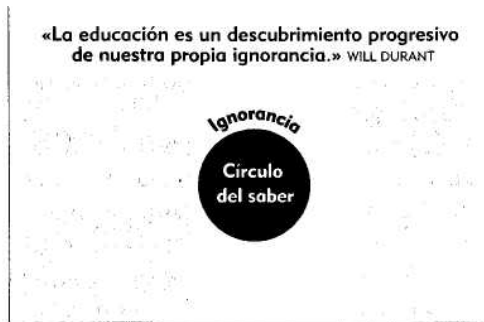 «La educación es un descubrimiento progresivo
de nuestra propia ignorancia.» WILL DURANT
Ignorancia
Círculo
del saber